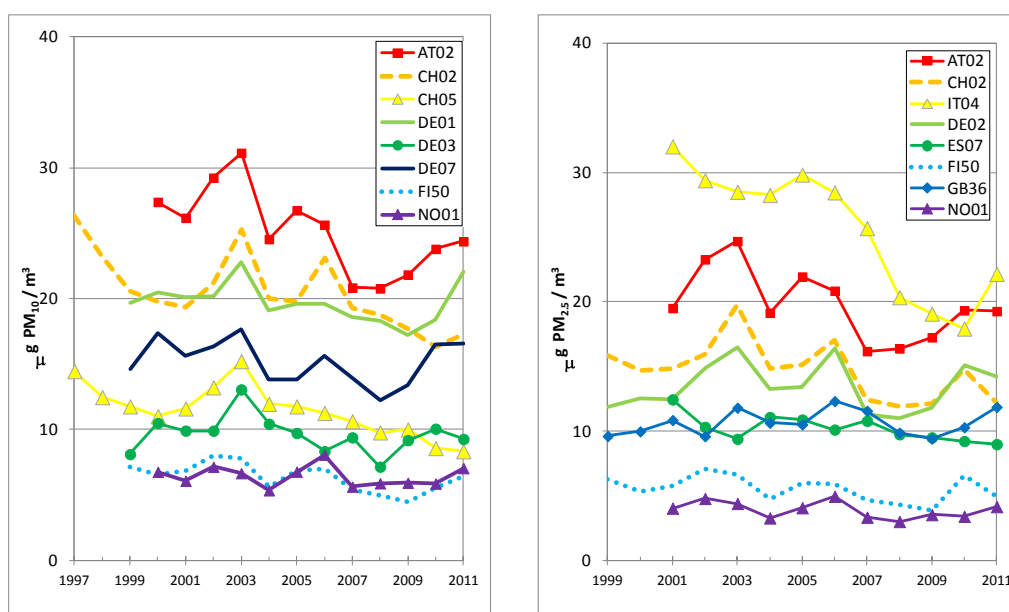 40
30
20
10
0
μg PM10 / m³
1997 1999 2001 2003 2005 2007 2009 2011
AT02
CH02
CH05
DE01
DE03
DE07
FI50
NO01
40
30
20
10
0
μg PM2.5 / m³
1999 2001 2003 2005 2007 2009 2011
AT02
CH02
IT04
DE02
ES07
FI50
GB36
NO01